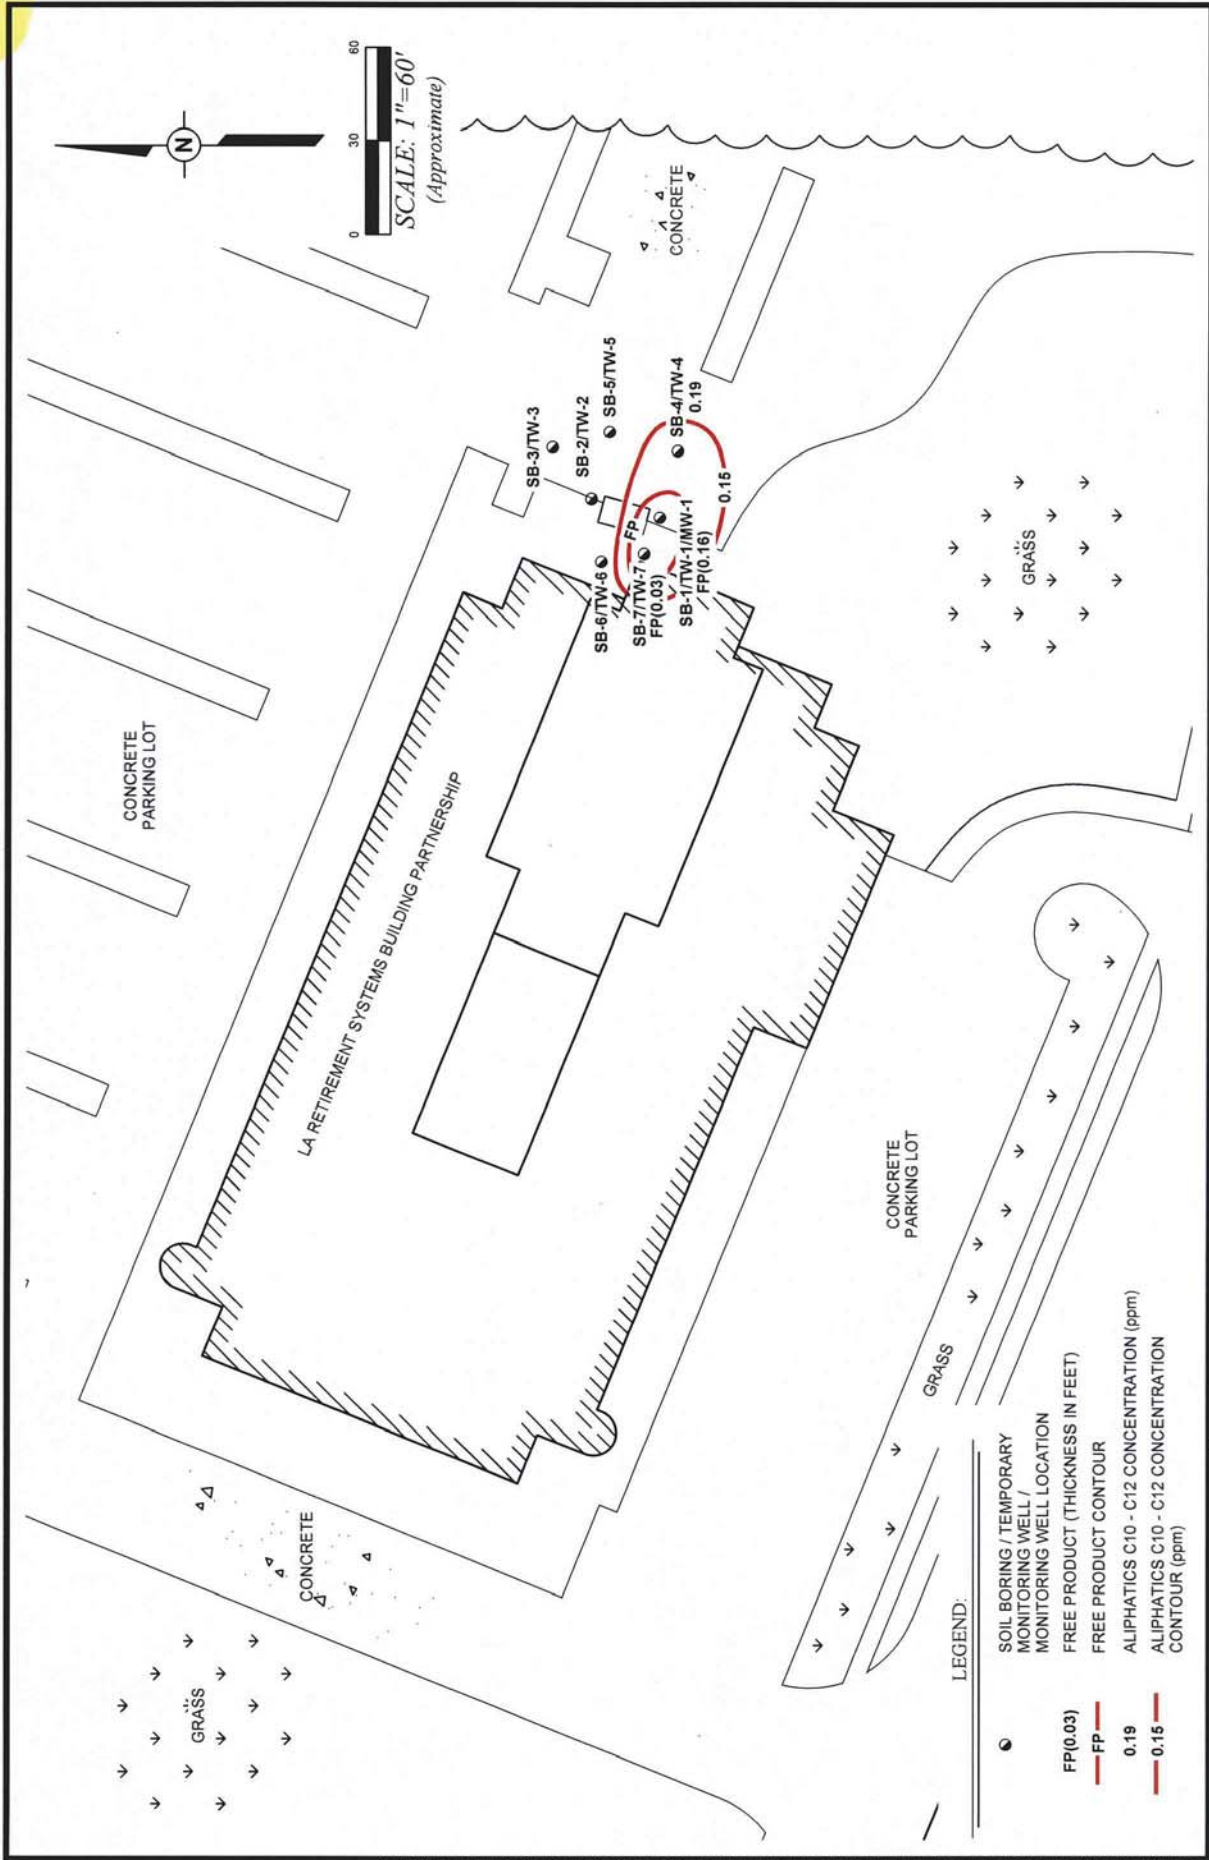 N
0 30 60
SCALE: 1"=60'
(Approximate)
CONCRETE
PARKING LOT
LA RETIREMENT SYSTEMS BUILDING PARTNERSHIP
SB-3/TW-3
SB-2/TW-2
SB-5/TW-5
SB-6/TW-6
FP
SB-7/TW-7
FP(0.03)
SB-4/TW-4
0.19
SB-1/TW-1/MW-1
FP(0.16)
0.15
CONCRETE
GRASS
CONCRETE
GRASS
CONCRETE
PARKING LOT
GRASS
LEGEND:
SOIL BORING / TEMPORARY
MONITORING WELL /
MONITORING WELL LOCATION
FP(0.03) FREE PRODUCT (THICKNESS IN FEET)
FP FREE PRODUCT CONTOUR
0.19 ALIPHATICS C10 - C12 CONCENTRATION (ppm)
0.15 ALIPHATICS C10 - C12 CONCENTRATION
CONTOUR (ppm)